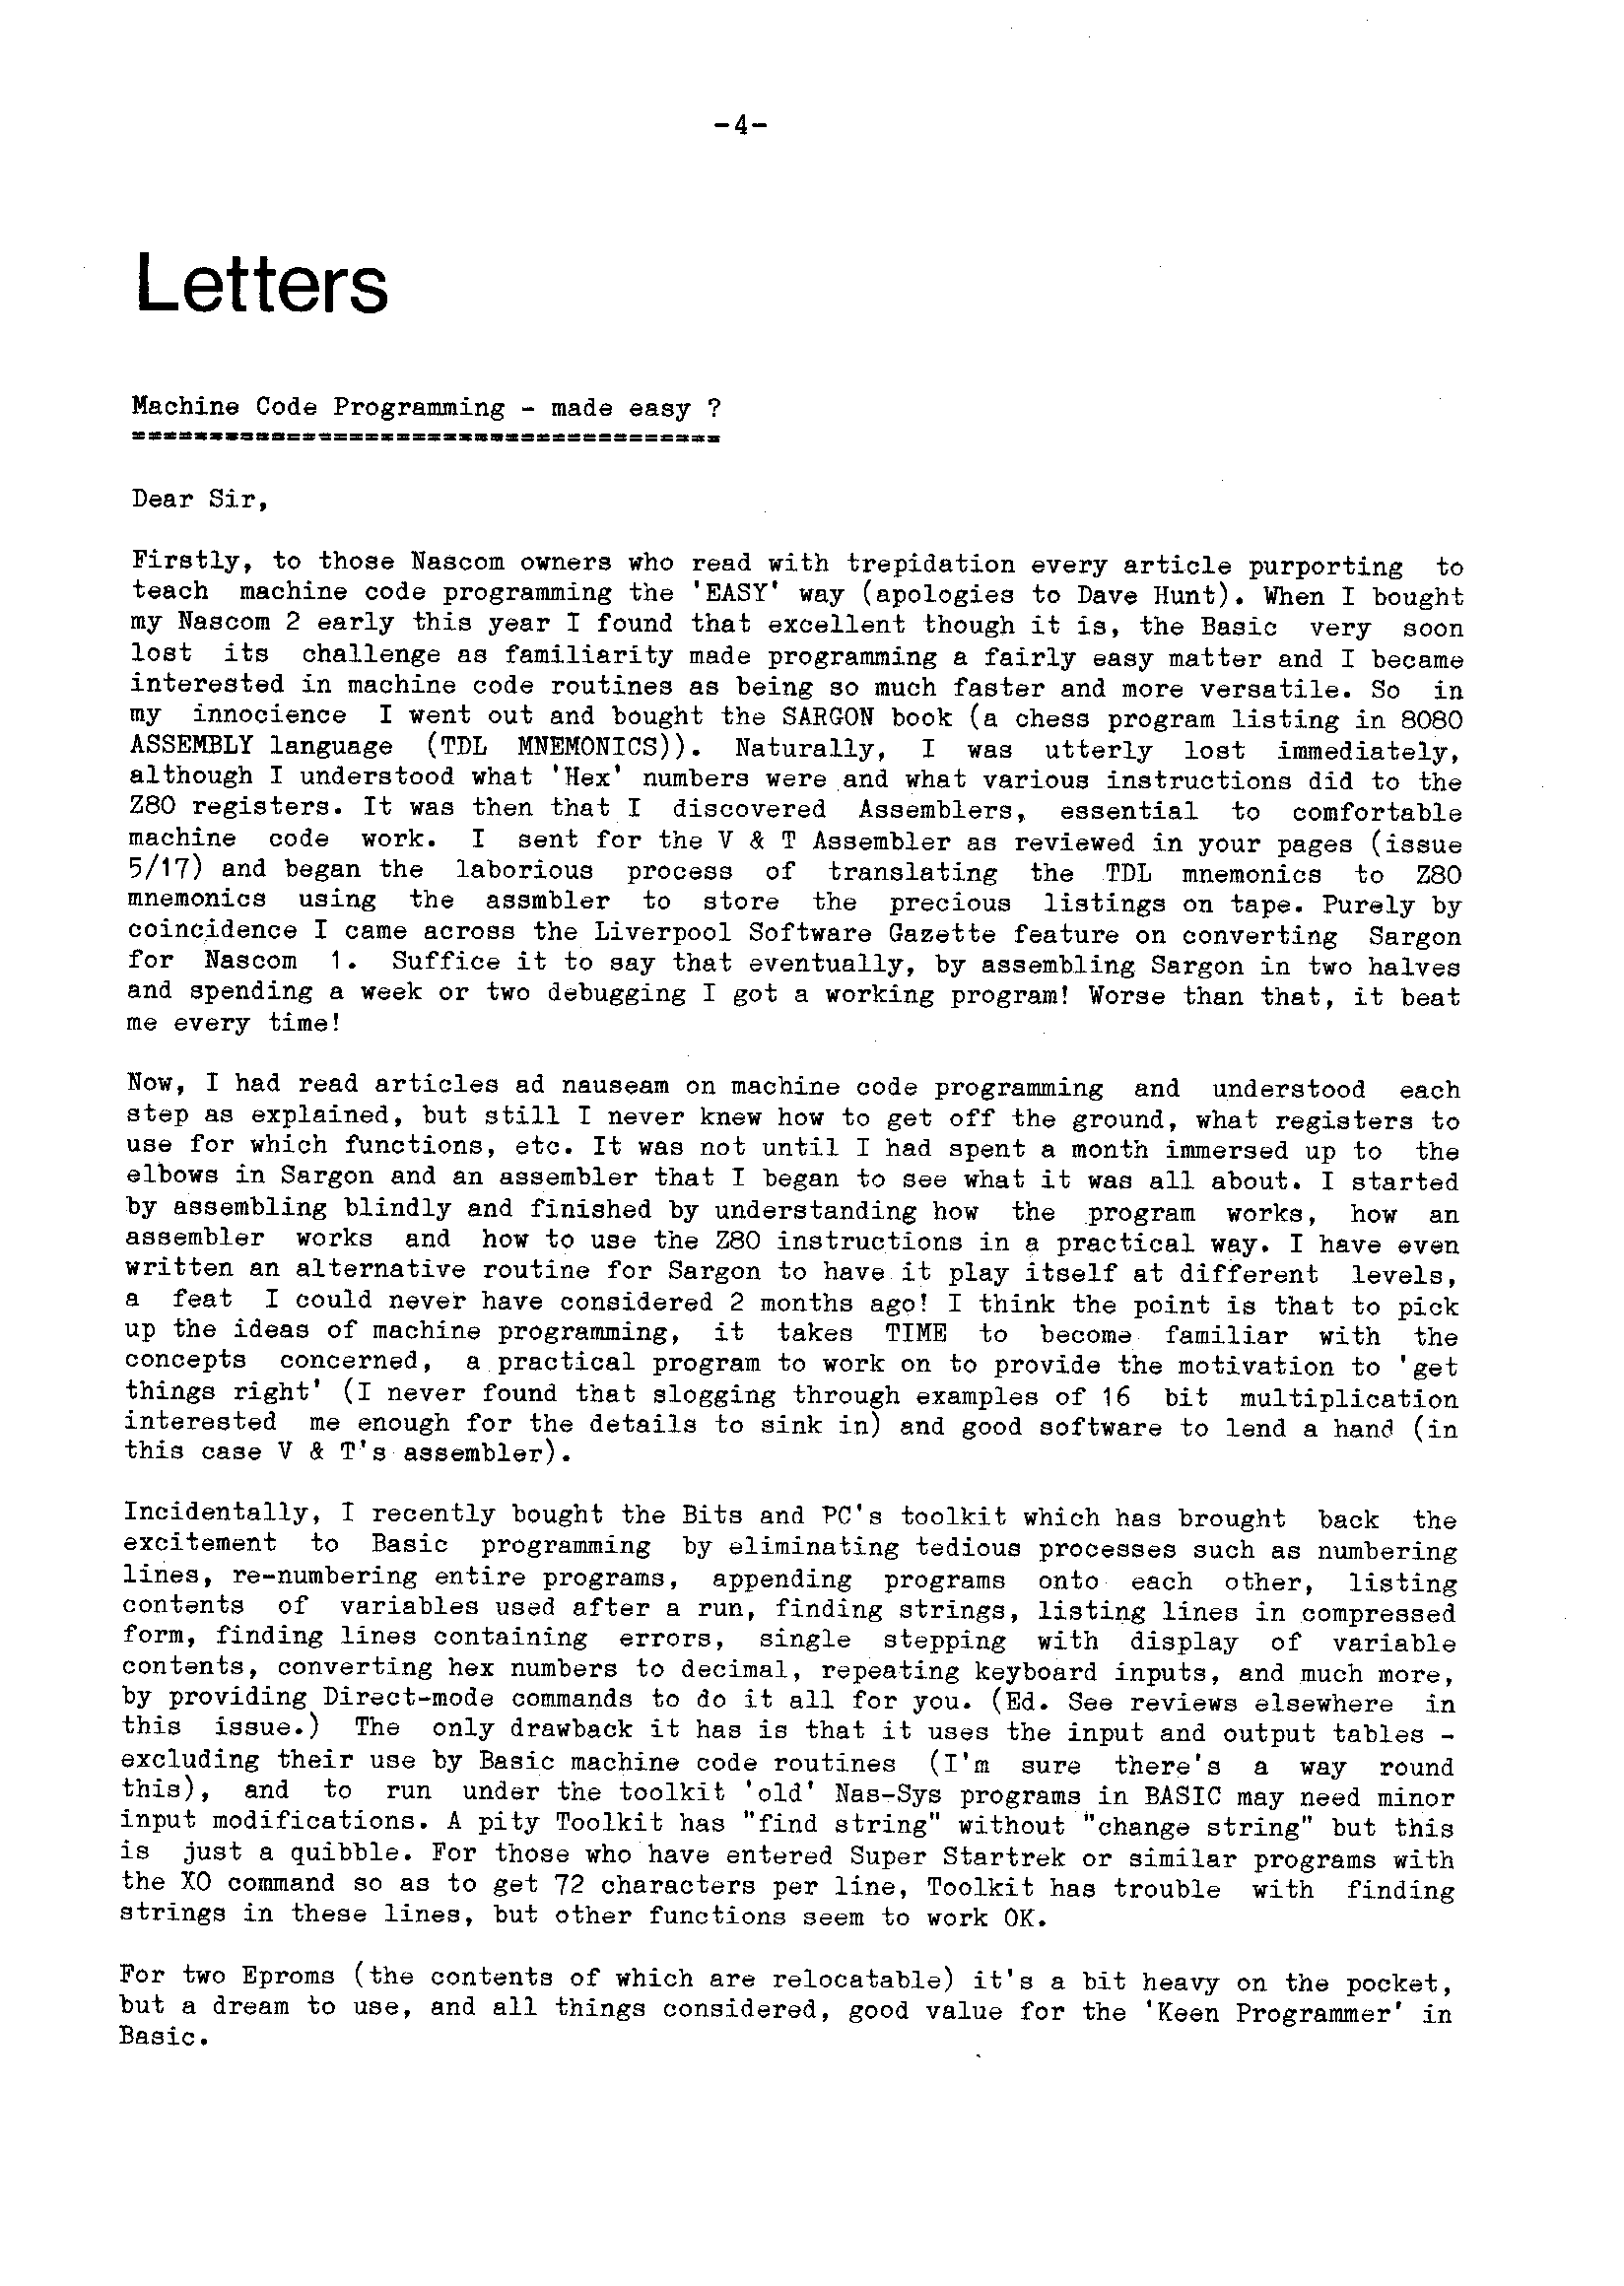 -4-
Letters
Machine Code Programming - made easy ?
======================================
Dear Sir,
Firstly, to those Nascom owners who read with trepidation every article purporting to
teach machine code programming the 'EASY' way (apologies to Dave Hunt). When I bought
my Nascom 2 early this year I found that excellent though it is, the Basic very soon
lost its challenge as familiarity made programming a fairly easy matter and I became
interested in machine code routines as being so much faster and more versatile. So in
my innocience I went out and bought the SARGON book (a chess program listing in 8080
ASSEMBLY language (TDL MNEMONICS)). Naturally, I was utterly lost immediately,
although I understood what 'Hex' numbers were and what various instructions did to the
Z80 registers. It was then that I discovered Assemblers, essential to comfortable
machine code work. I sent for the V & T Assembler as reviewed in your pages (issue
5/17) and began the laborious process of translating the TDL mnemonics to Z80
mnemonics using the assmbler to store the precious listings on tape. Purely by
coincidence I came across the Liverpool Software Gazette feature on converting Sargon
for Nascom 1. Suffice it to say that eventually, by assembling Sargon in two halves
and spending a week or two debugging I got a working program! Worse than that, it beat
me every time!
Now, I had read articles ad nauseam on machine code programming and understood each
step as explained, but still I never knew how to get off the ground, what registers to
use for which functions, etc. It was not until I had spent a month immersed up to the
elbows in Sargon and an assembler that I began to see what it was all about. I started
by assembling blindly and finished by understanding how the program works, how an
assembler works and how to use the Z80 instructions in a practical way. I have even
written an alternative routine for Sargon to have it play itself at different levels,
a feat I could never have considered 2 months ago! I think the point is that to pick
up the ideas of machine programming, it takes TIME to become familiar with the
concepts concerned, a practical program to work on to provide the motivation to 'get
things right' (I never found that slogging through examples of 16 bit multiplication
interested me enough for the details to sink in) and good software to lend a hand (in
this case V & T's assembler).
Incidentally, I recently bought the Bits and PC's toolkit which has brought back the
excitement to Basic programming by eliminating tedious processes such as numbering
lines, re-numbering entire programs, appending programs onto each other, listing
contents of variables used after a run, finding strings, listing lines in compressed
form, finding lines containing errors, single stepping with display of variable
contents, converting hex numbers to decimal, repeating keyboard inputs, and much more,
by providing Direct-mode commands to do it all for you. (Ed. See reviews elsewhere in
this issue.) The only drawback it has is that it uses the input and output tables -
excluding their use by Basic machine code routines (I'm sure there's a way round
this), and to run under the toolkit 'old' Nas-Sys programs in BASIC may need minor
input modifications. A pity Toolkit has "find string" without "change string" but this
is just a quibble. For those who have entered Super Startrek or similar programs with
the XO command so as to get 72 characters per line, Toolkit has trouble with finding
strings in these lines, but other functions seem to work OK.
For two Eproms (the contents of which are relocatable) it's a bit heavy on the pocket,
but a dream to use, and all things considered, good value for the 'Keen Programmer' in
Basic.